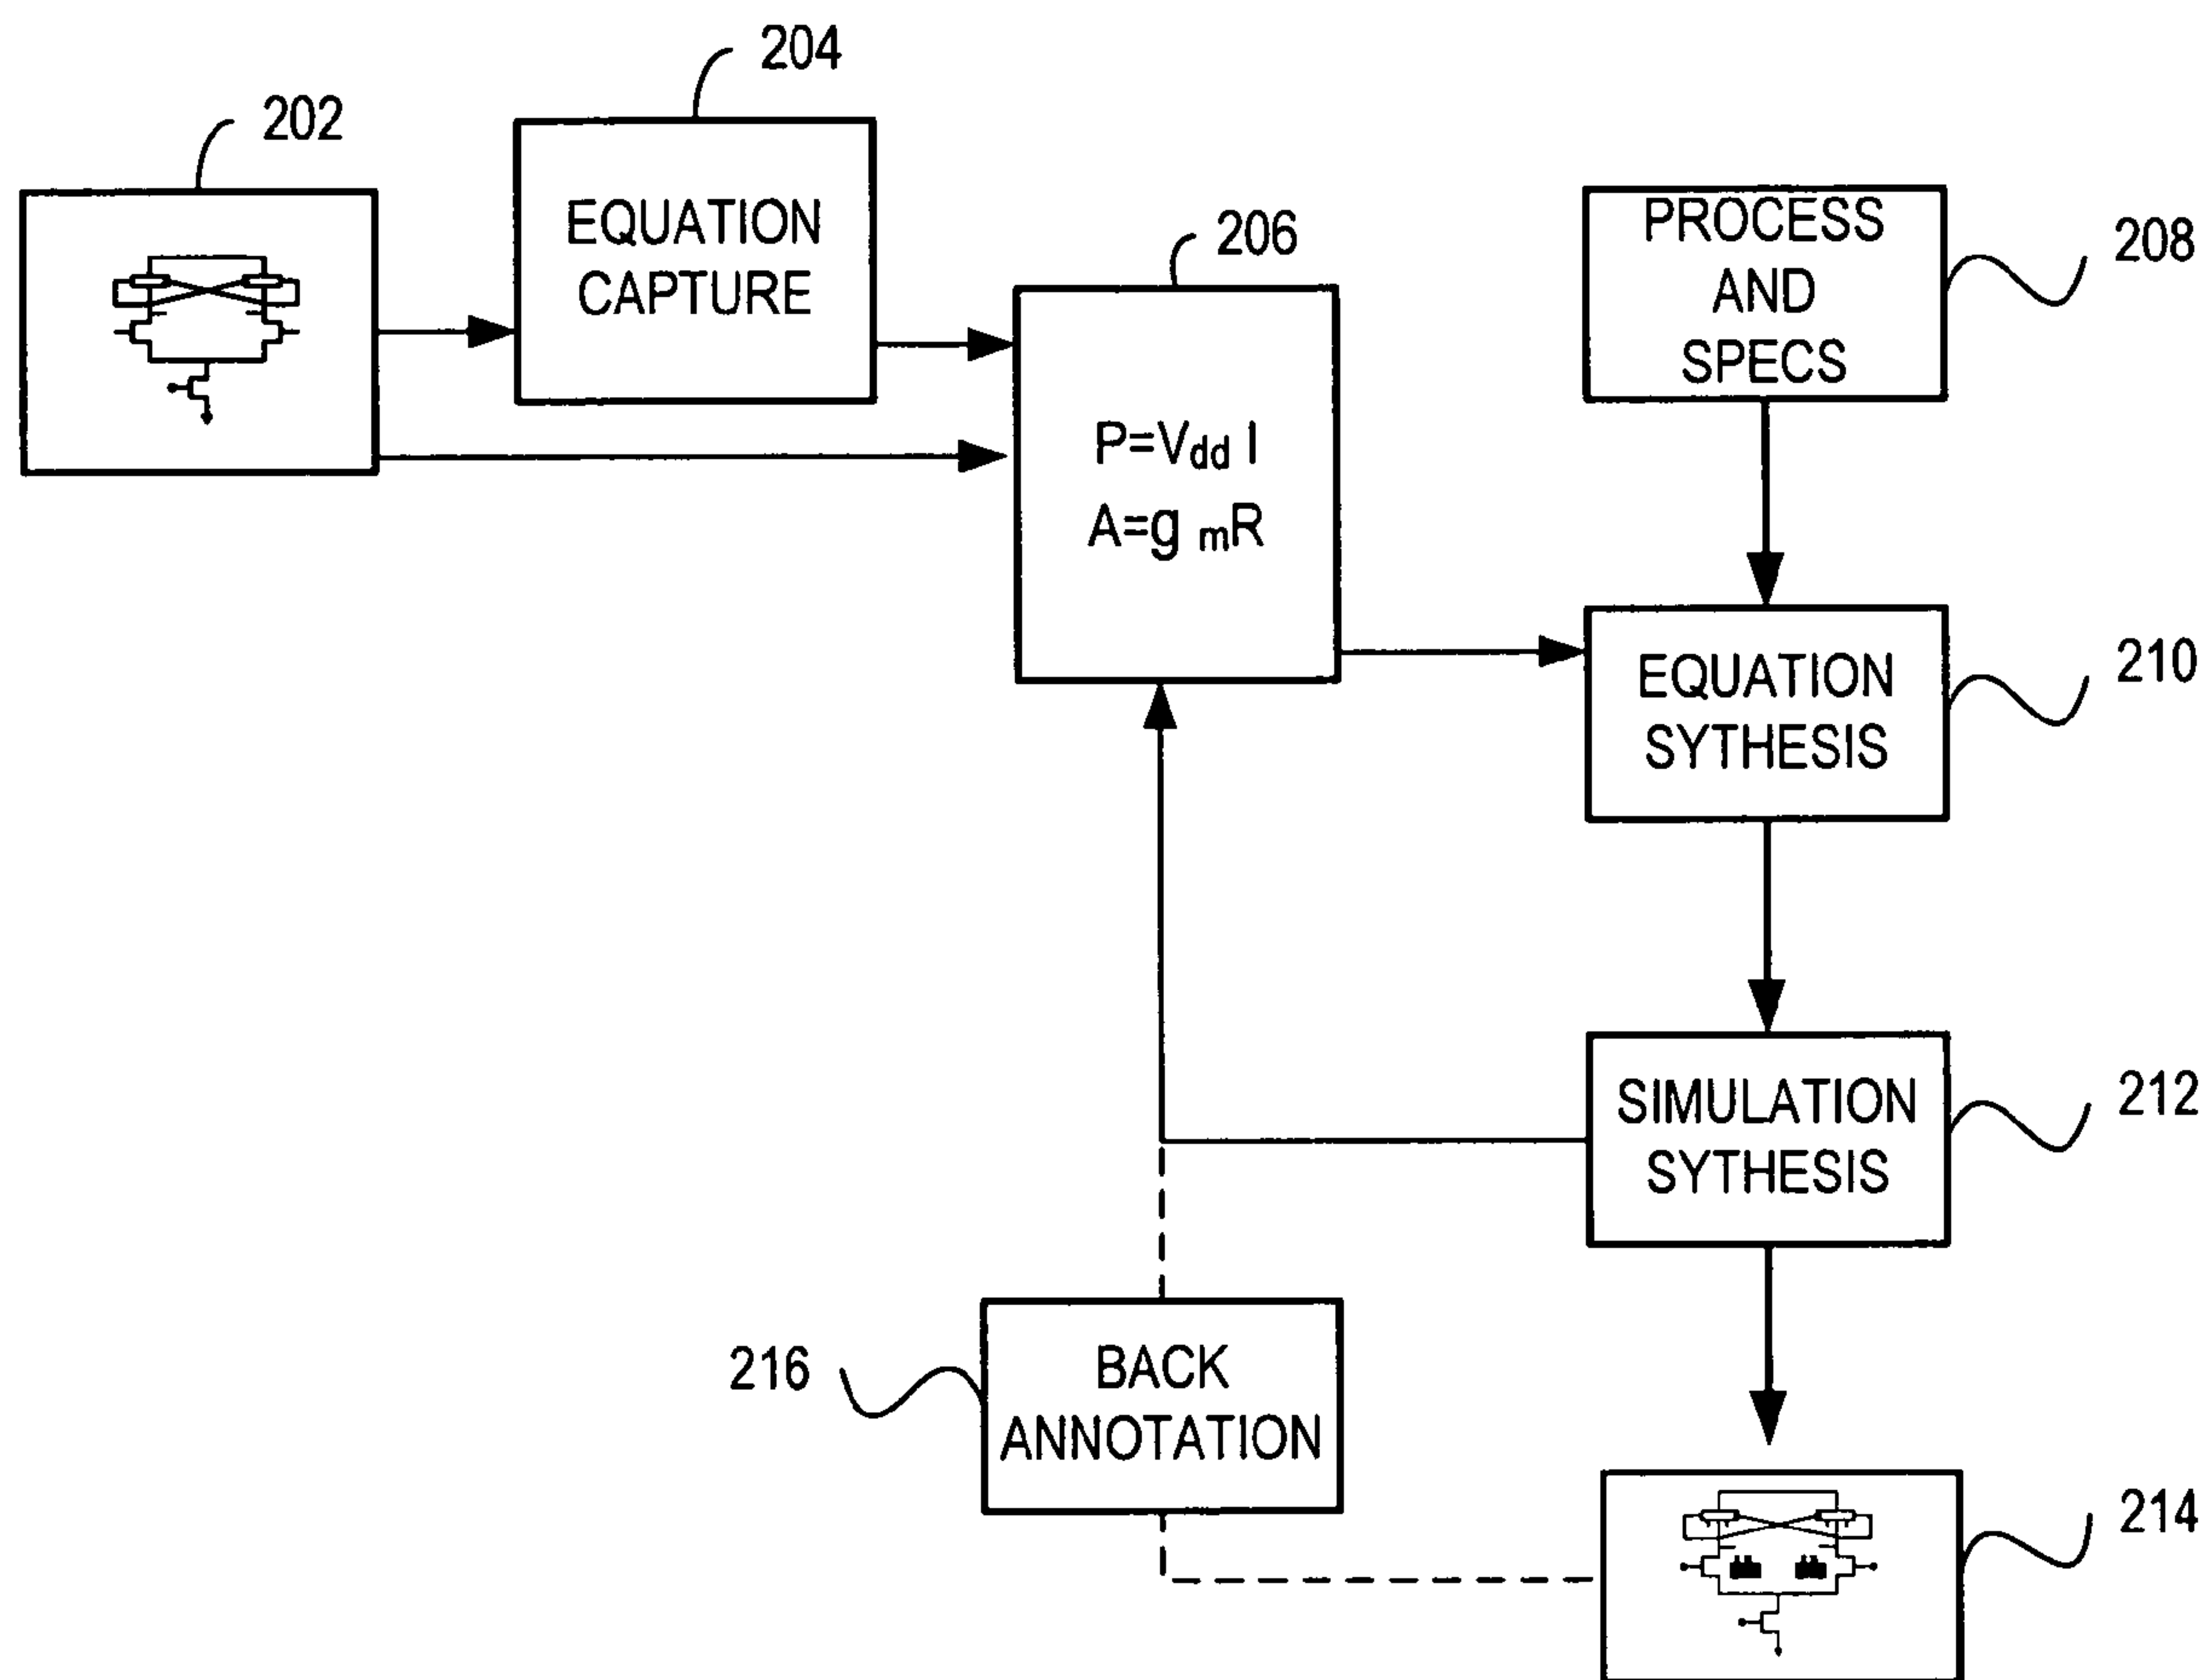 204
202
EQUATION
CAPTURE
206
P=Vdd I
A=g mR
PROCESS
AND
SPECS
208
EQUATION
SYTHESIS
210
SIMULATION
SYTHESIS
212
216
BACK
ANNOTATION
214